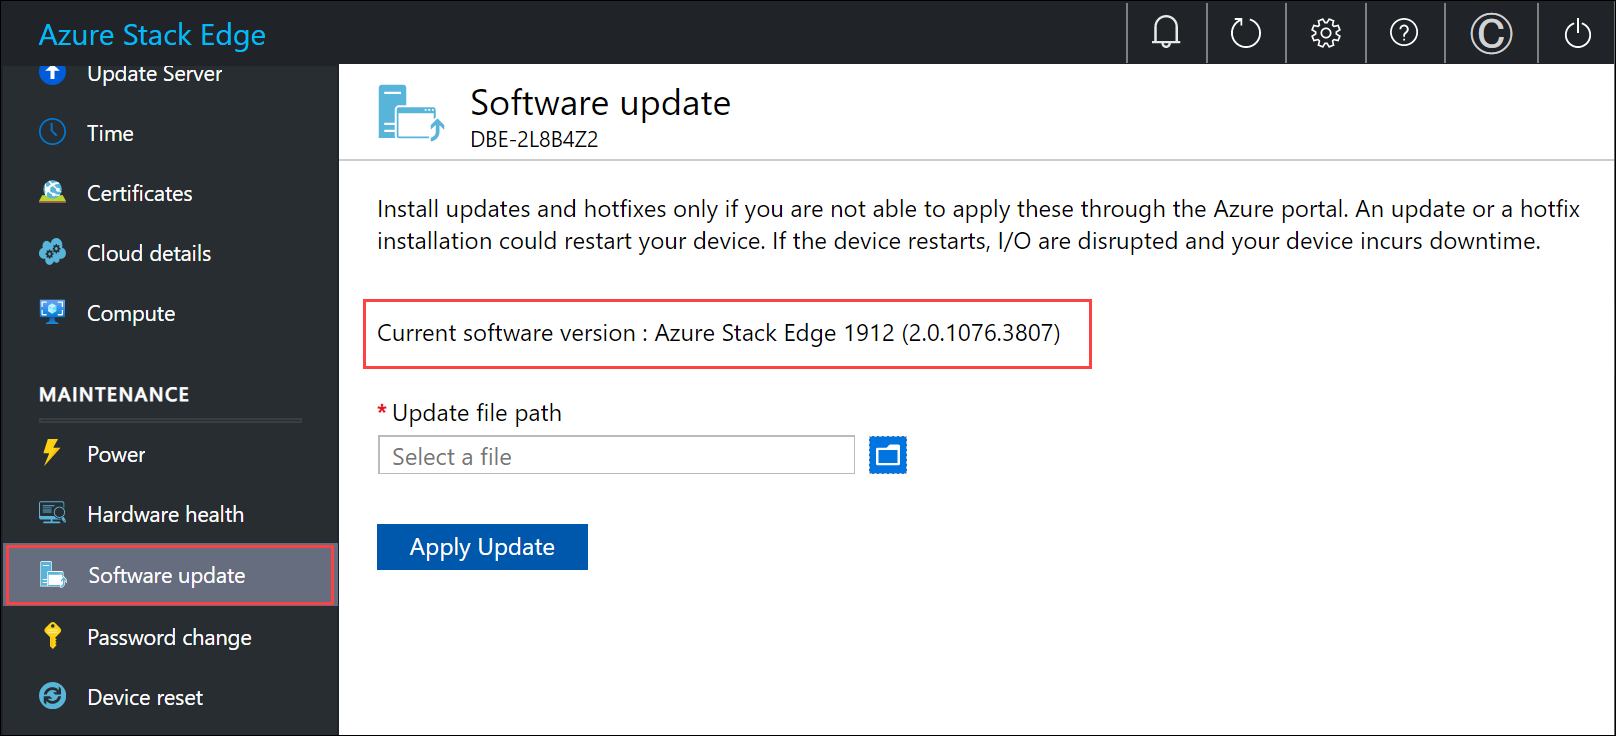 Azure Stack Edge
Update Server
Time
Certificates
Cloud details
Compute
MAINTENANCE
Power
Hardware health
Software update
Password change
Device reset
Software update
DBE-2L8B4Z2
Install updates and hotfixes only if you are not able to apply these through the Azure portal. An update or a hotfix
installation could restart your device. If the device restarts, I/O are disrupted and your device incurs downtime.
Current software version : Azure Stack Edge 1912 (2.0.1076.3807)
* Update file path
Select a file
Apply Update